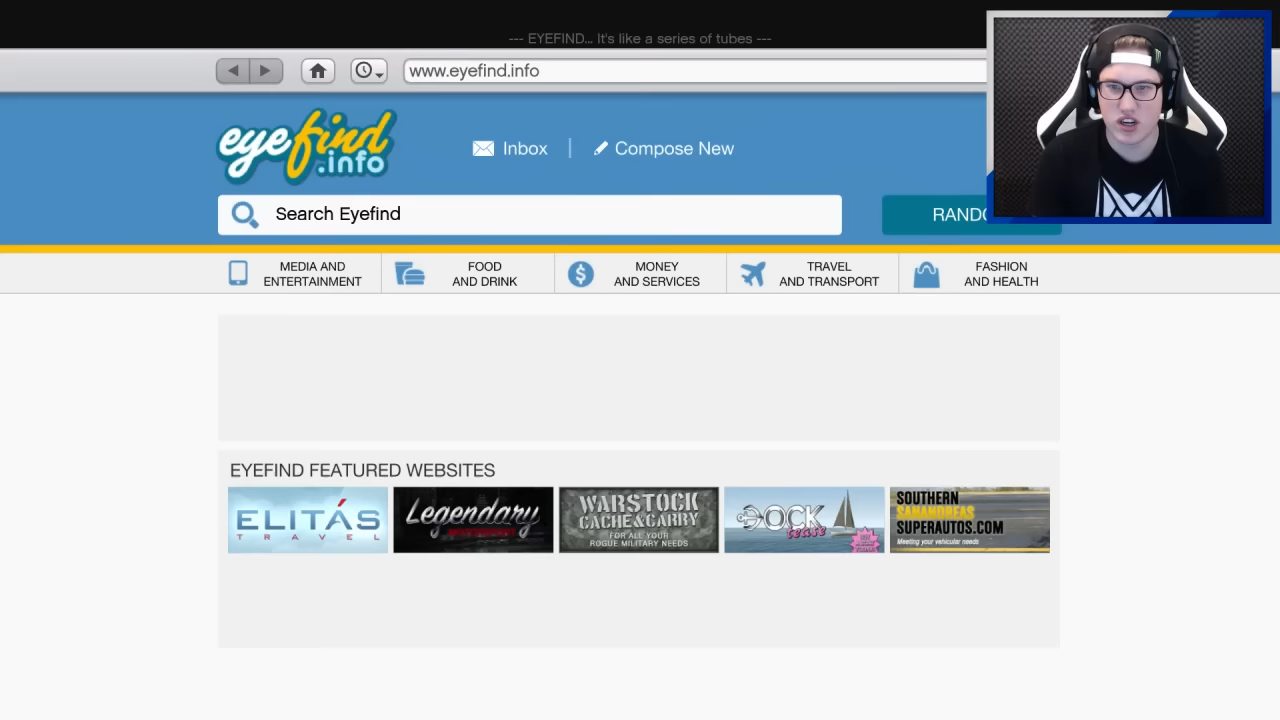 --- EYEFIND... It's like a series of tubes ---
www.eyefind.info
eyefind
.info
Inbox | Compose New
Search Eyefind
MEDIA AND
ENTERTAINMENT
FOOD
AND DRINK
MONEY
AND SERVICES
TRAVEL
AND TRANSPORT
FASHION
AND HEALTH
EYEFIND FEATURED WEBSITES
ELITÁS
TRAVEL
Legendary
WARSTOCK
CACHE & CARRY
FOR ALL YOUR
ROGUE MILITARY NEEDS
DOCK
tease
SOUTHERN
SANANDREAS
SUPERAUTOS.COM
Meeting your vehicular needs